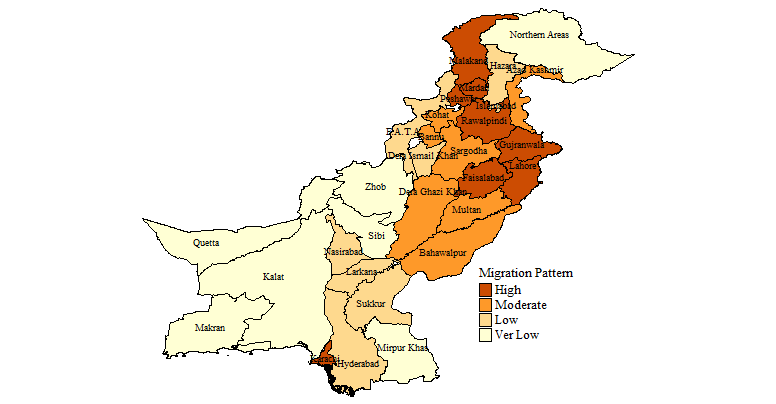 Northern Areas
Malakand
Hazara
Azad Kashmir
Mardan
Peshawar
Islamabad
Kohat
Rawalpindi
F.A.T.A
Bannu
Gujranwala
Sargodha
Dera Ismail Khan
Lahore
Faisalabad
Zhob
Dera Ghazi Khan
Multan
Sibi
Quetta
Nasirabad
Bahawalpur
Larkana
Kalat
Sukkur
Makran
Mirpur Khas
Karachi
Hyderabad
Migration Pattern
High
Moderate
Low
Ver Low